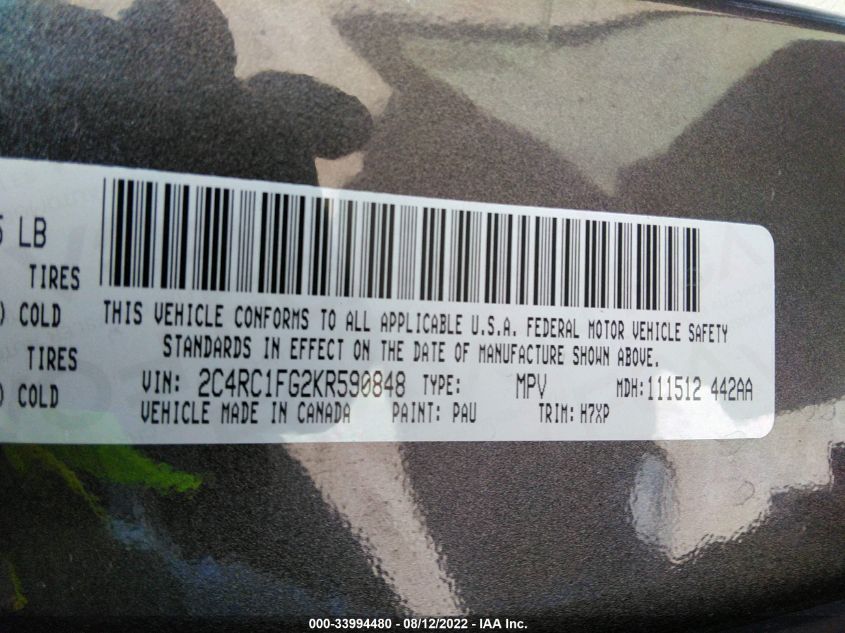 5 LB
TIRES
) COLD
TIRES
) COLD
THIS VEHICLE CONFORMS TO ALL APPLICABLE U.S.A. FEDERAL MOTOR VEHICLE SAFETY
STANDARDS IN EFFECT ON THE DATE OF MANUFACTURE SHOWN ABOVE.
VIN: 2C4RC1FG2KR590848 TYPE: MPV MDH: 111512 442AA
VEHICLE MADE IN CANADA PAINT: PAU TRIM: H7XP
000-33994480 - 08/12/2022 - IAA Inc.